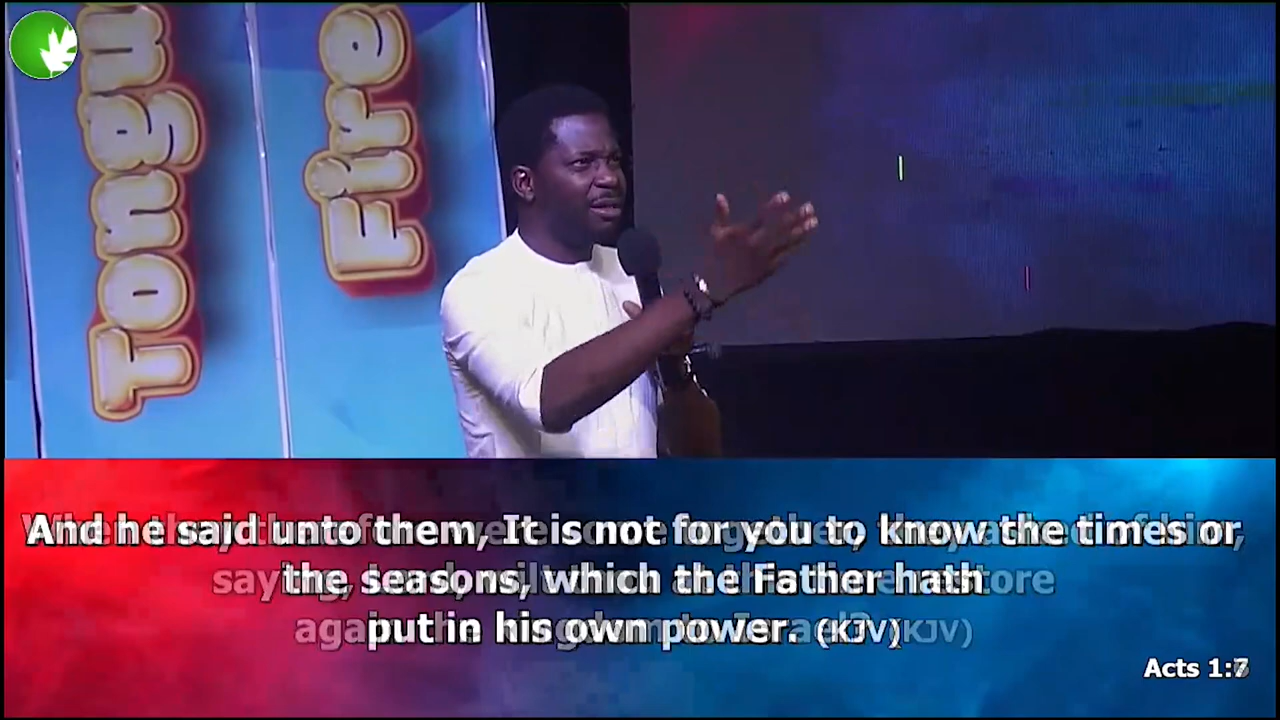 Tongu
Fire
And he said unto them, It is not for you to know the times or
the seasons, which the Father hath
put in his own power. (KJV)
Acts 1:7